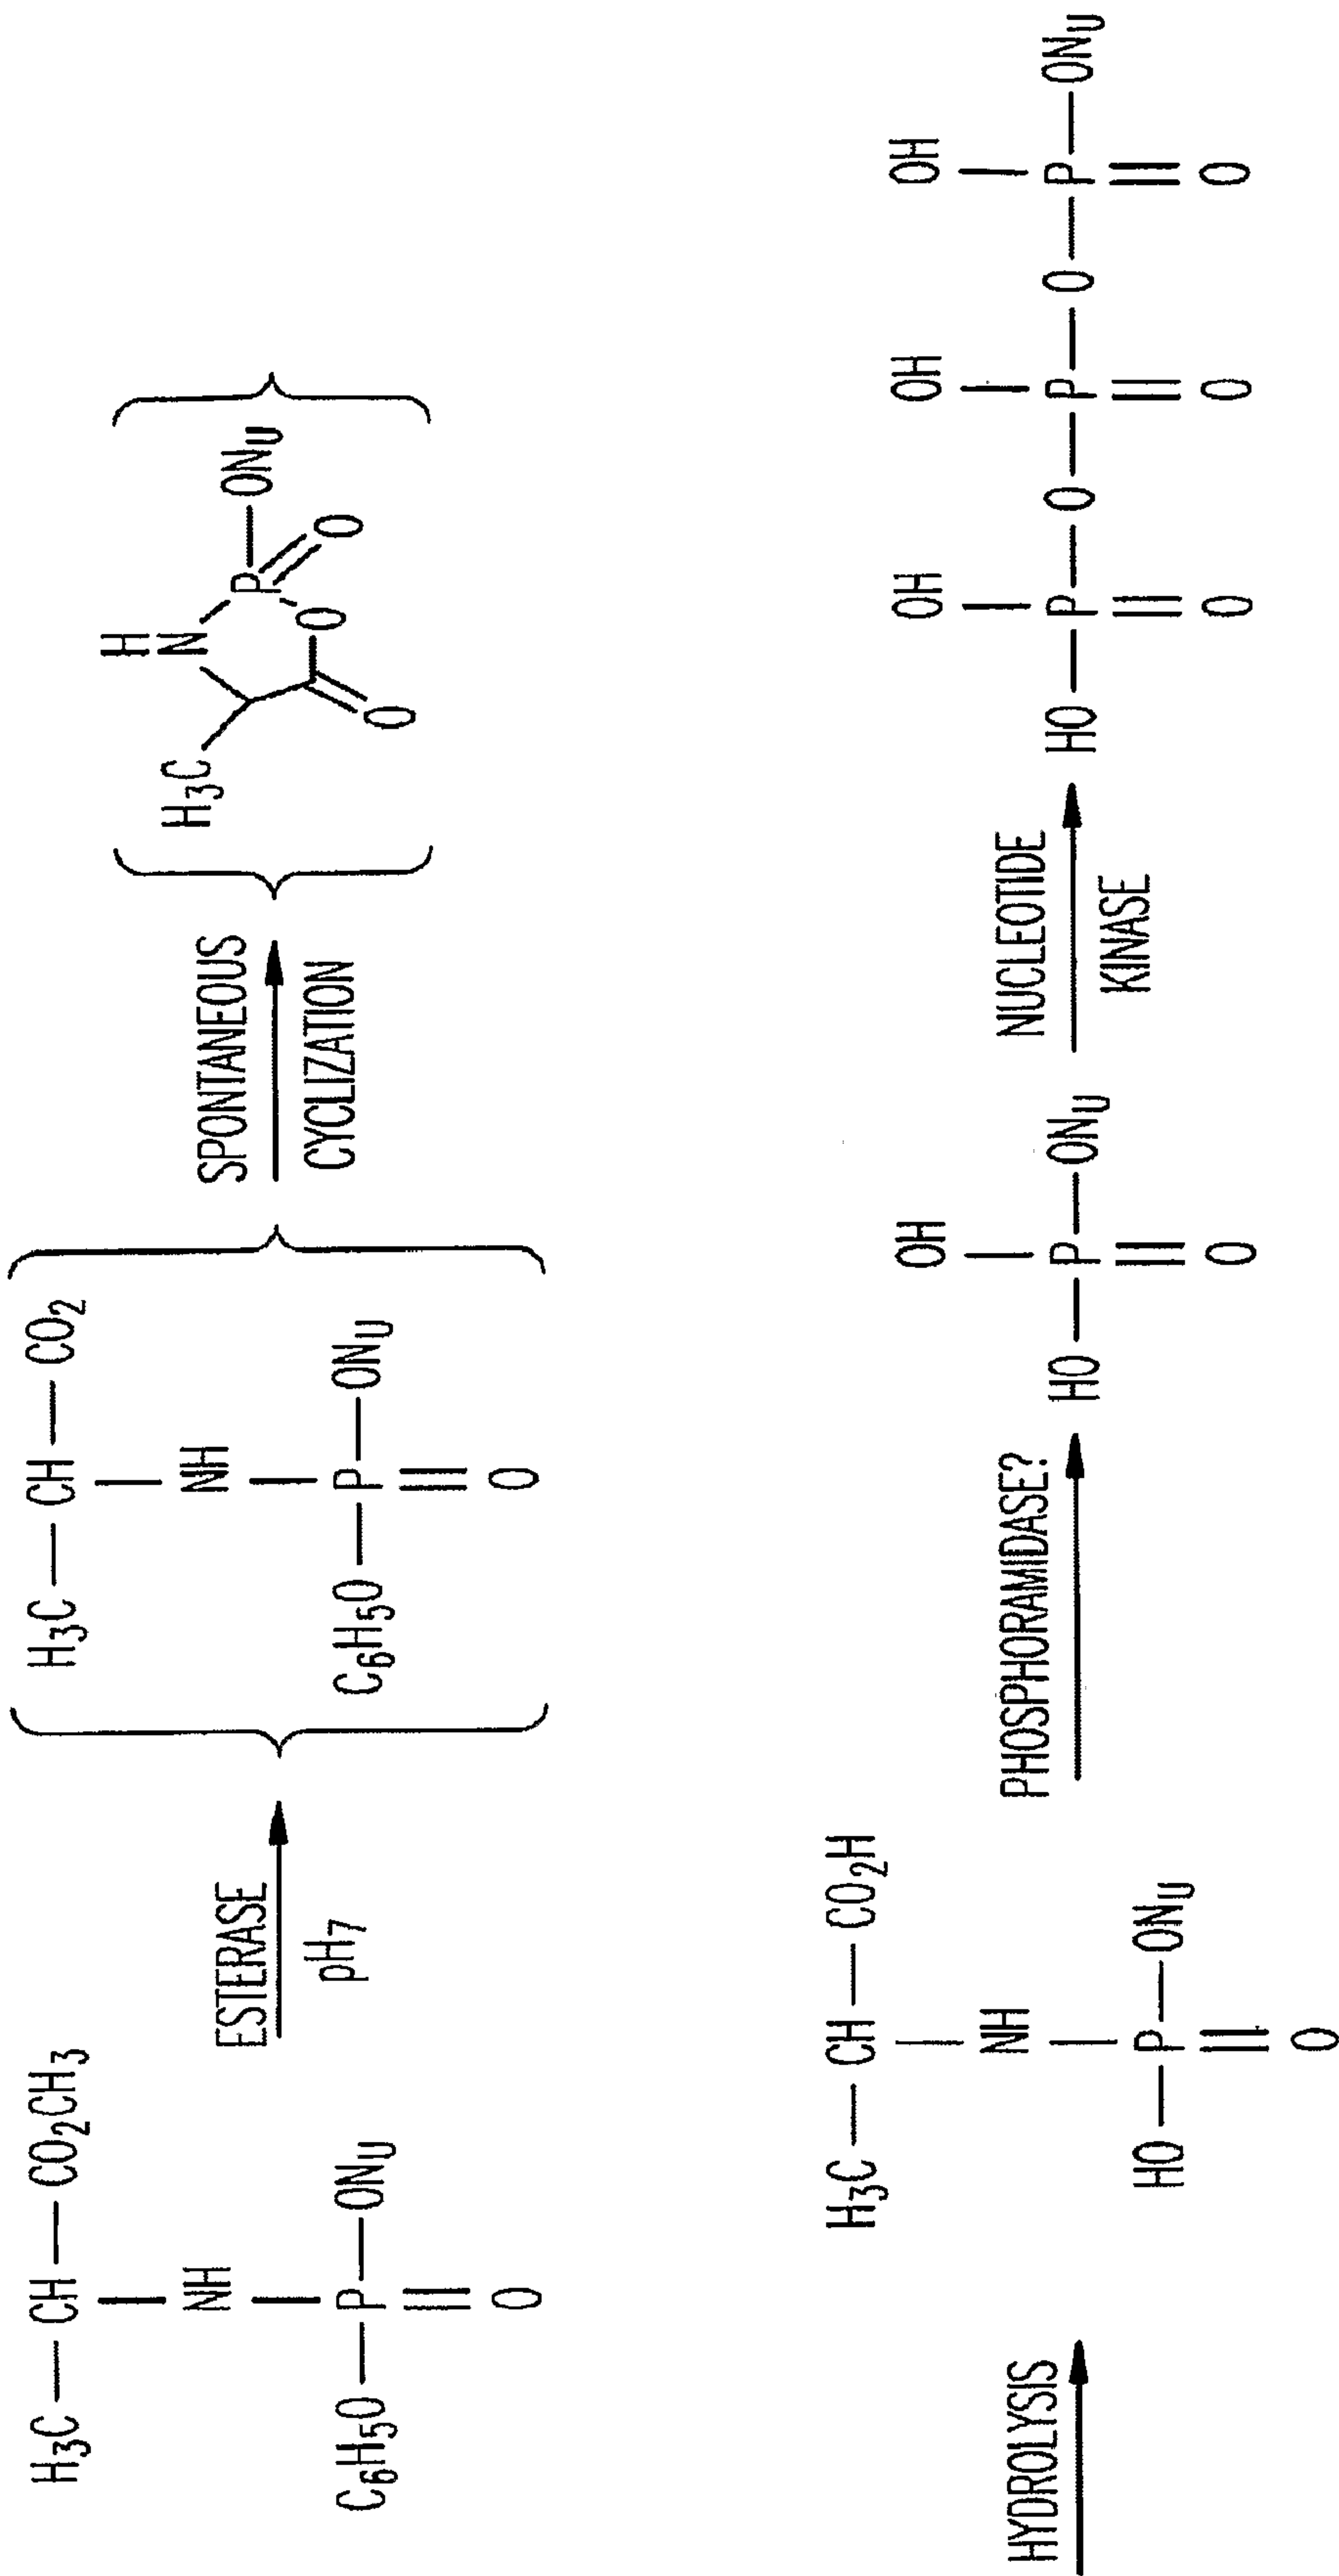 H3C — CH — CO2CH3
NH
C6H5O — P — ONU
O
ESTERASE
pH7
H3C — CH — CO2
NH
C6H5O — P — ONU
O
SPONTANEOUS
CYCLIZATION
H
N
H3C
P — ONU
O
O
O
HYDROLYSIS
H3C — CH — CO2H
NH
HO — P — ONU
O
PHOSPHORAMIDASE?
OH
HO — P — ONU
O
NUCLEOTIDE
KINASE
OH OH OH
HO — P — O — P — O — P — ONU
O O O